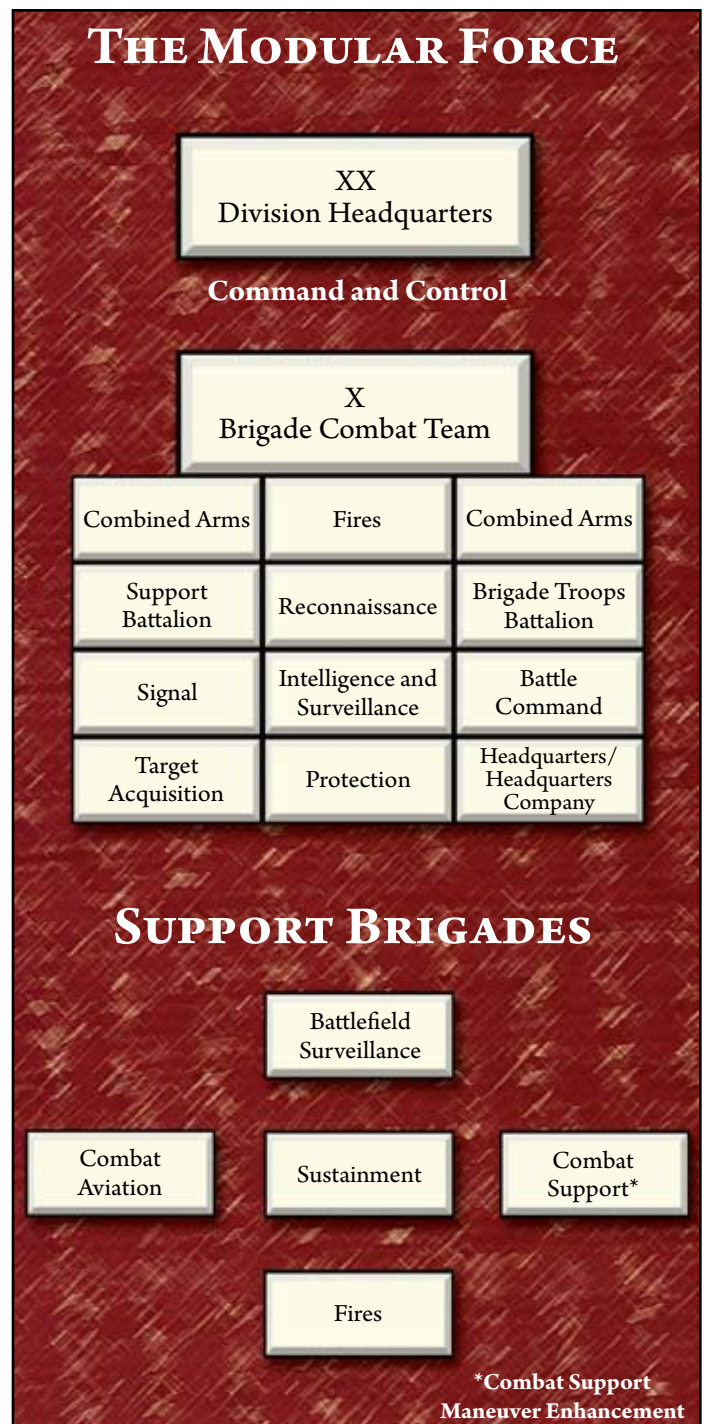 THE MODULAR FORCE
XX
Division Headquarters
Command and Control
X
Brigade Combat Team
Combined Arms
Fires
Combined Arms
Support
Battalion
Reconnaissance
Brigade Troops
Battalion
Signal
Intelligence and
Surveillance
Battle
Command
Target
Acquisition
Protection
Headquarters/
Headquarters
Company
SUPPORT BRIGADES
Battlefield
Surveillance
Combat
Aviation
Sustainment
Combat
Support*
Fires
*Combat Support
Maneuver Enhancement